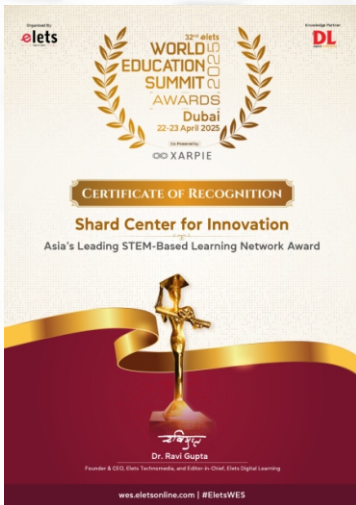 Organised By
elets
Knowledge Partner
DL
32nd elets
WORLD
EDUCATION
SUMMIT
2025
AWARDS
Dubai
22-23 April 2025
Co-Powered by
XARPIE
CERTIFICATE OF RECOGNITION
Shard Center for Innovation
Asia's Leading STEM-Based Learning Network Award
Dr. Ravi Gupta
Founder & CEO, Elets Technomedia, and Editor-in-Chief, Elets Digital Learning
wes.eletsonline.com | #EletsWES